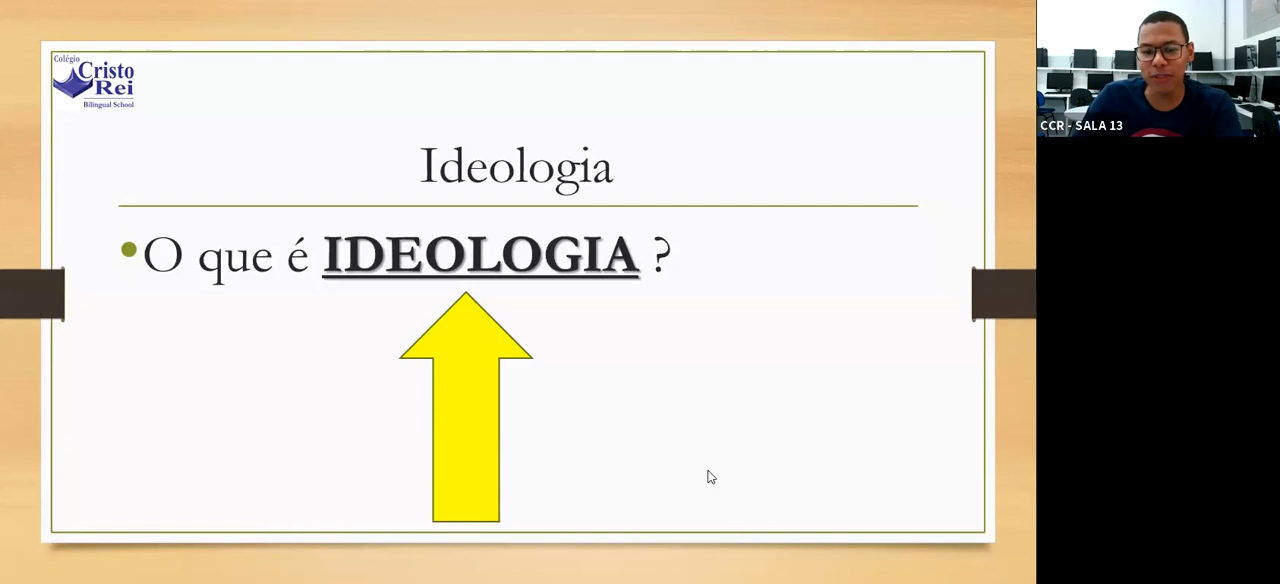 Colégio
Cristo
Rei
Bilingual School
Ideologia
•O que é IDEOLOGIA ?
CCR - SALA 13